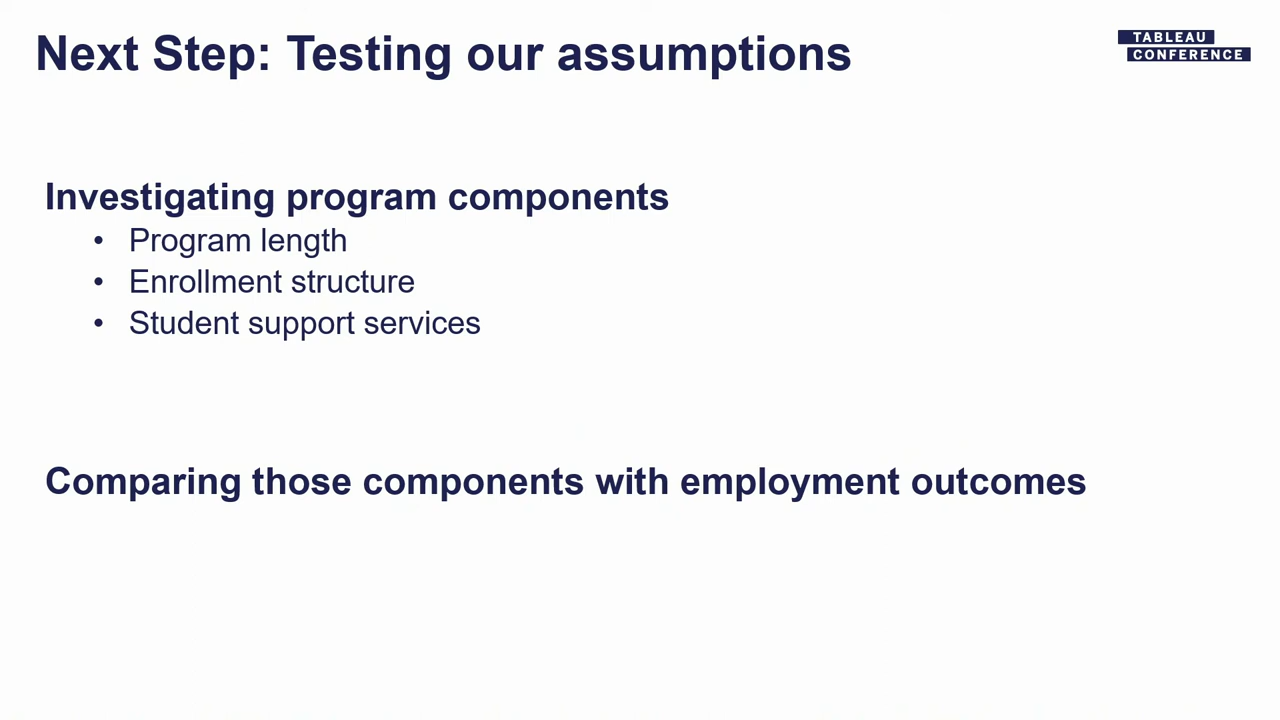 Next Step: Testing our assumptions
TABLEAU
CONFERENCE
Investigating program components
• Program length
• Enrollment structure
• Student support services
Comparing those components with employment outcomes